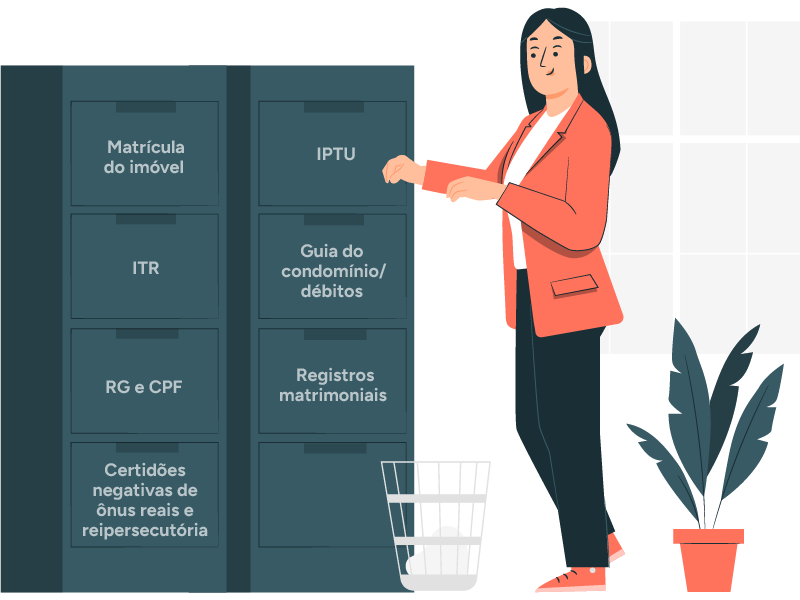 Matrícula
do imóvel
IPTU
ITR
Guia do
condomínio/
débitos
RG e CPF
Registros
matrimoniais
Certidões
negativas de
ônus reais e
reipersecutória